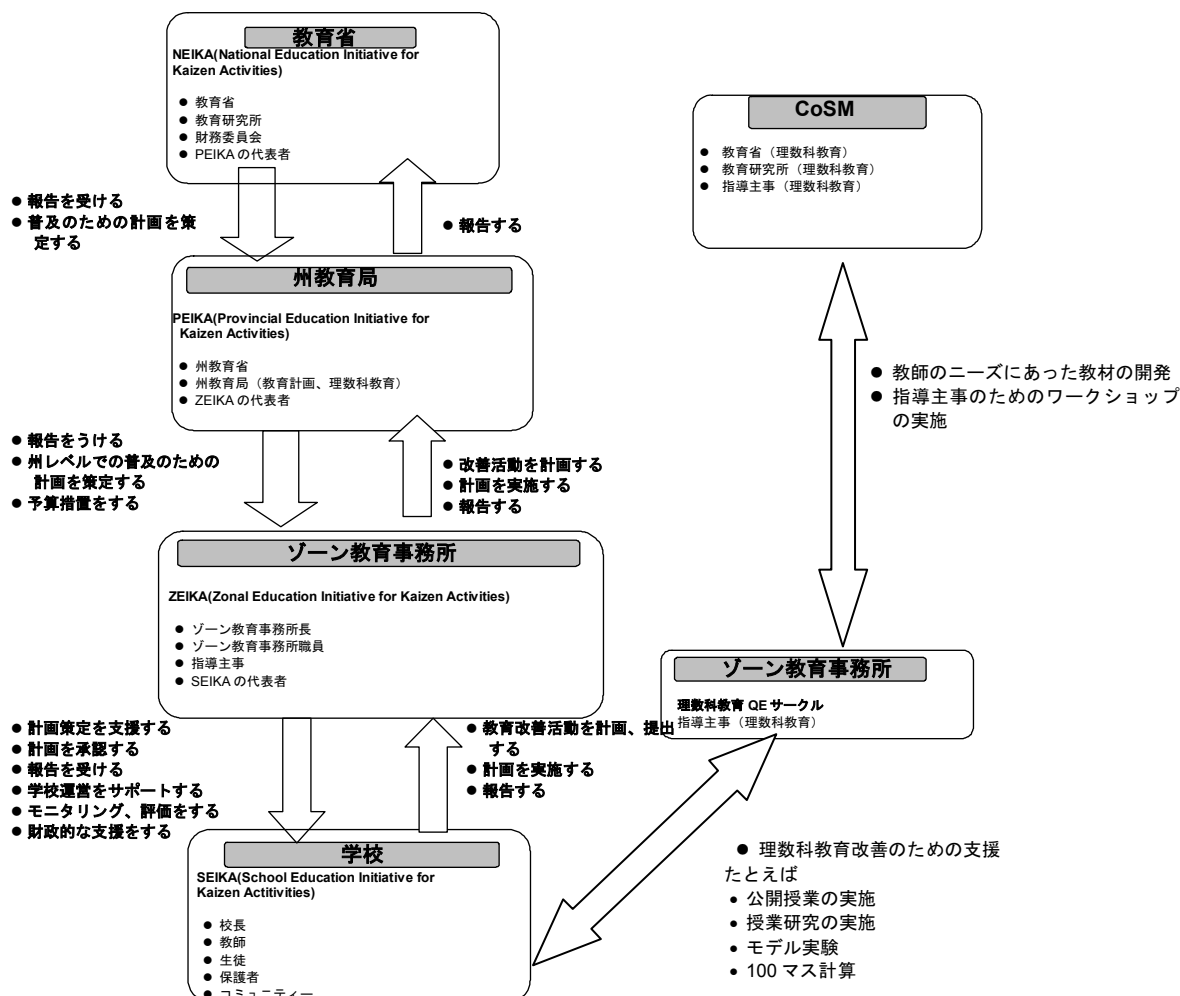 教育省
NEIKA(National Education Initiative for
Kaizen Activities)
● 教育省
● 教育研究所
● 財務委員会
● PEIKA の代表者
● 報告を受ける
● 普及のための計画を策
定する
● 報告する
州教育局
PEIKA(Provincial Education Initiative for
Kaizen Activities)
● 州教育省
● 州教育局（教育計画、理数科教育）
● ZEIKA の代表者
● 報告をうける
● 州レベルでの普及のための
計画を策定する
● 予算措置をする
● 改善活動を計画する
● 計画を実施する
● 報告する
ゾーン教育事務所
ZEIKA(Zonal Education Initiative for Kaizen Activities)
● ゾーン教育事務所長
● ゾーン教育事務所職員
● 指導主事
● SEIKA の代表者
● 計画策定を支援する
● 計画を承認する
● 報告を受ける
● 学校運営をサポートする
● モニタリング、評価をする
● 財政的な支援をする
● 教育改善活動を計画、提出
する
● 計画を実施する
● 報告する
学校
SEIKA(School Education Initiative for
Kaizen Actitivities)
● 校長
● 教師
● 生徒
● 保護者
● コミュニティー
CoSM
● 教育省（理数科教育）
● 教育研究所（理数科教育）
● 指導主事（理数科教育）
● 教師のニーズにあった教材の開発
● 指導主事のためのワークショップ
の実施
ゾーン教育事務所
理数科教育 QE サークル
指導主事（理数科教育）
● 理数科教育改善のための支援
たとえば
• 公開授業の実施
• 授業研究の実施
• モデル実験
• 100 マス計算